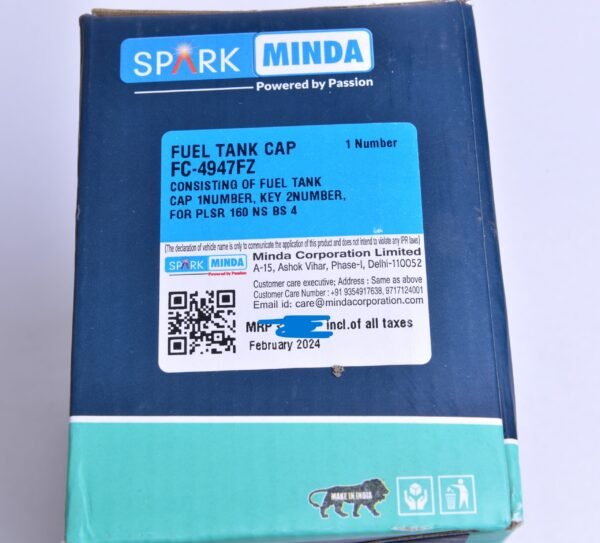 SPARK MINDA
Powered by Passion
FUEL TANK CAP 1 Number
FC-4947FZ
CONSISTING OF FUEL TANK
CAP 1NUMBER, KEY 2NUMBER,
FOR PLSR 160 NS BS 4
(The declaration of vehicle name is only to communicate the application of this product and does not intend to violate any IPR laws)
SPARK MINDA
Powered by Passion
Minda Corporation Limited
A-15, Ashok Vihar, Phase-I, Delhi-110052
Customer care executive; Address : Same as above
Customer Care Number : +91 9354917638, 9717124001
Email id: care@mindacorporation.com
MRP incl.of all taxes
February 2024
MAKE IN INDIA